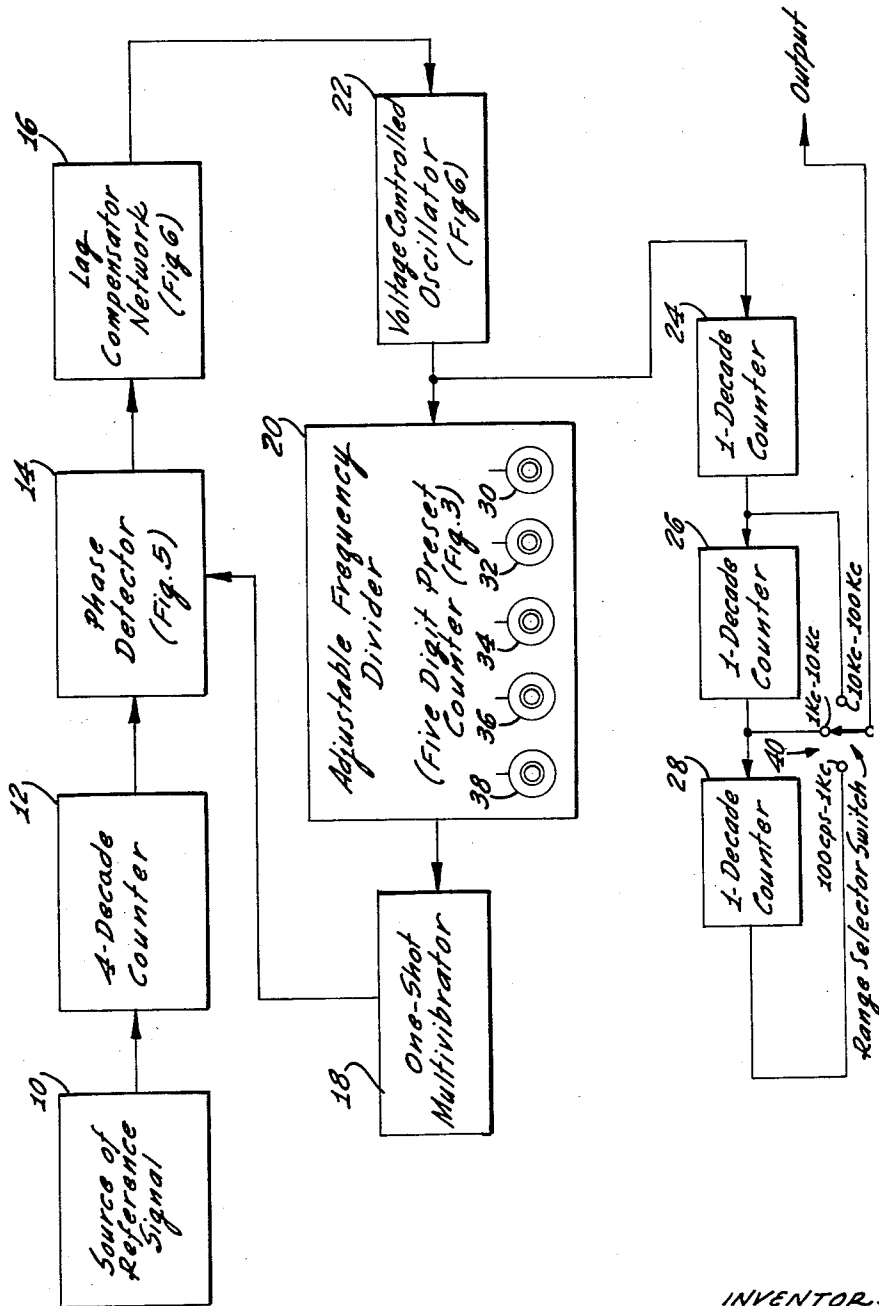 10
Source of
Reference
Signal
12
4-Decade
Counter
14
Phase
Detector
(Fig.5)
16
Lag
Compensator
Network
(Fig 6)
18
One-Shot
Multivibrator
20
Adjustable Frequency
Divider
(Five Digit Preset
Counter (Fig.3)
38
36
34
32
30
22
Voltage Controlled
Oscillator
(Fig 6)
28
1-Decade
Counter
26
1-Decade
Counter
24
1-Decade
Counter
40
100cps-1Kc
1Kc-10Kc
10Kc-100Kc
Range Selector Switch
Output
INVENTOR.